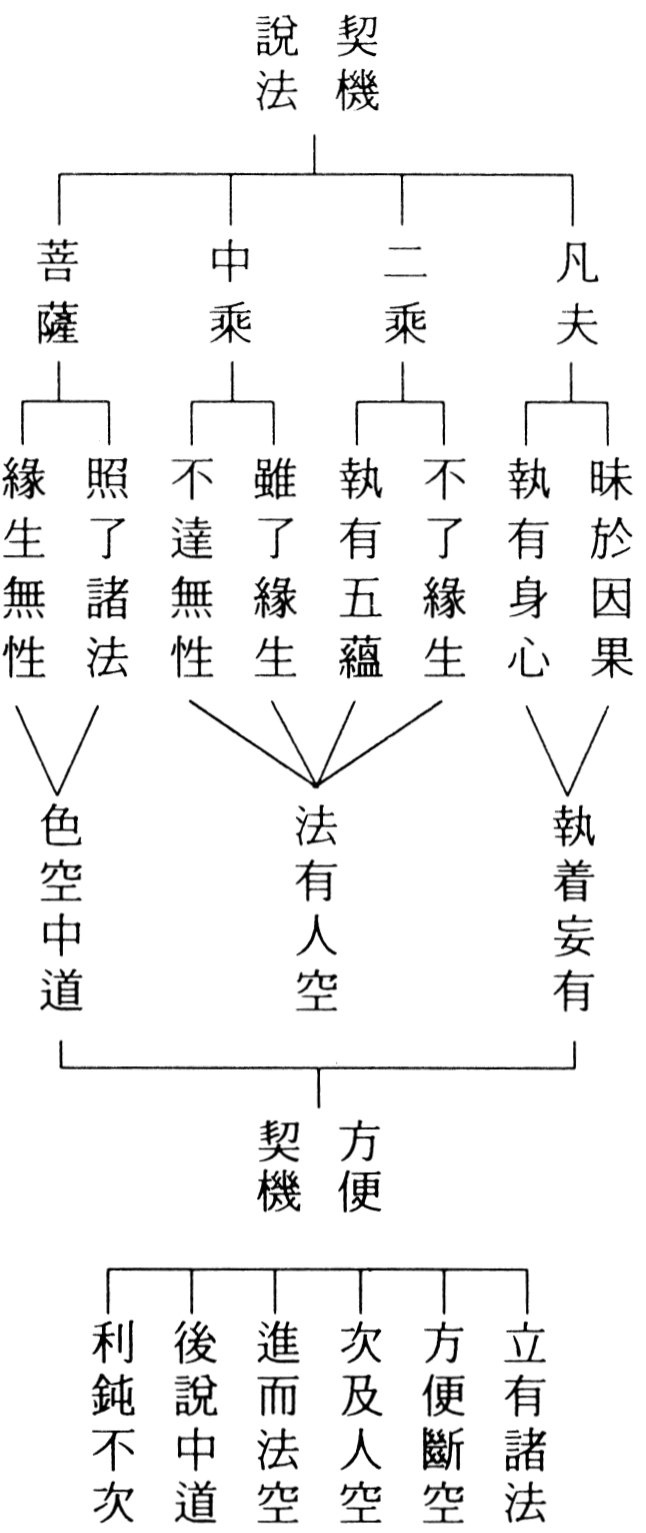 契機
說法
凡夫
二乘
中乘
菩薩
昧於因果
執有身心
不了緣生
執有五蘊
雖了緣生
不達無性
照了諸法
緣生無性
執着妄有
法有人空
色空中道
方便
契機
立有諸法
方便斷空
次及人空
進而法空
後說中道
利鈍不次